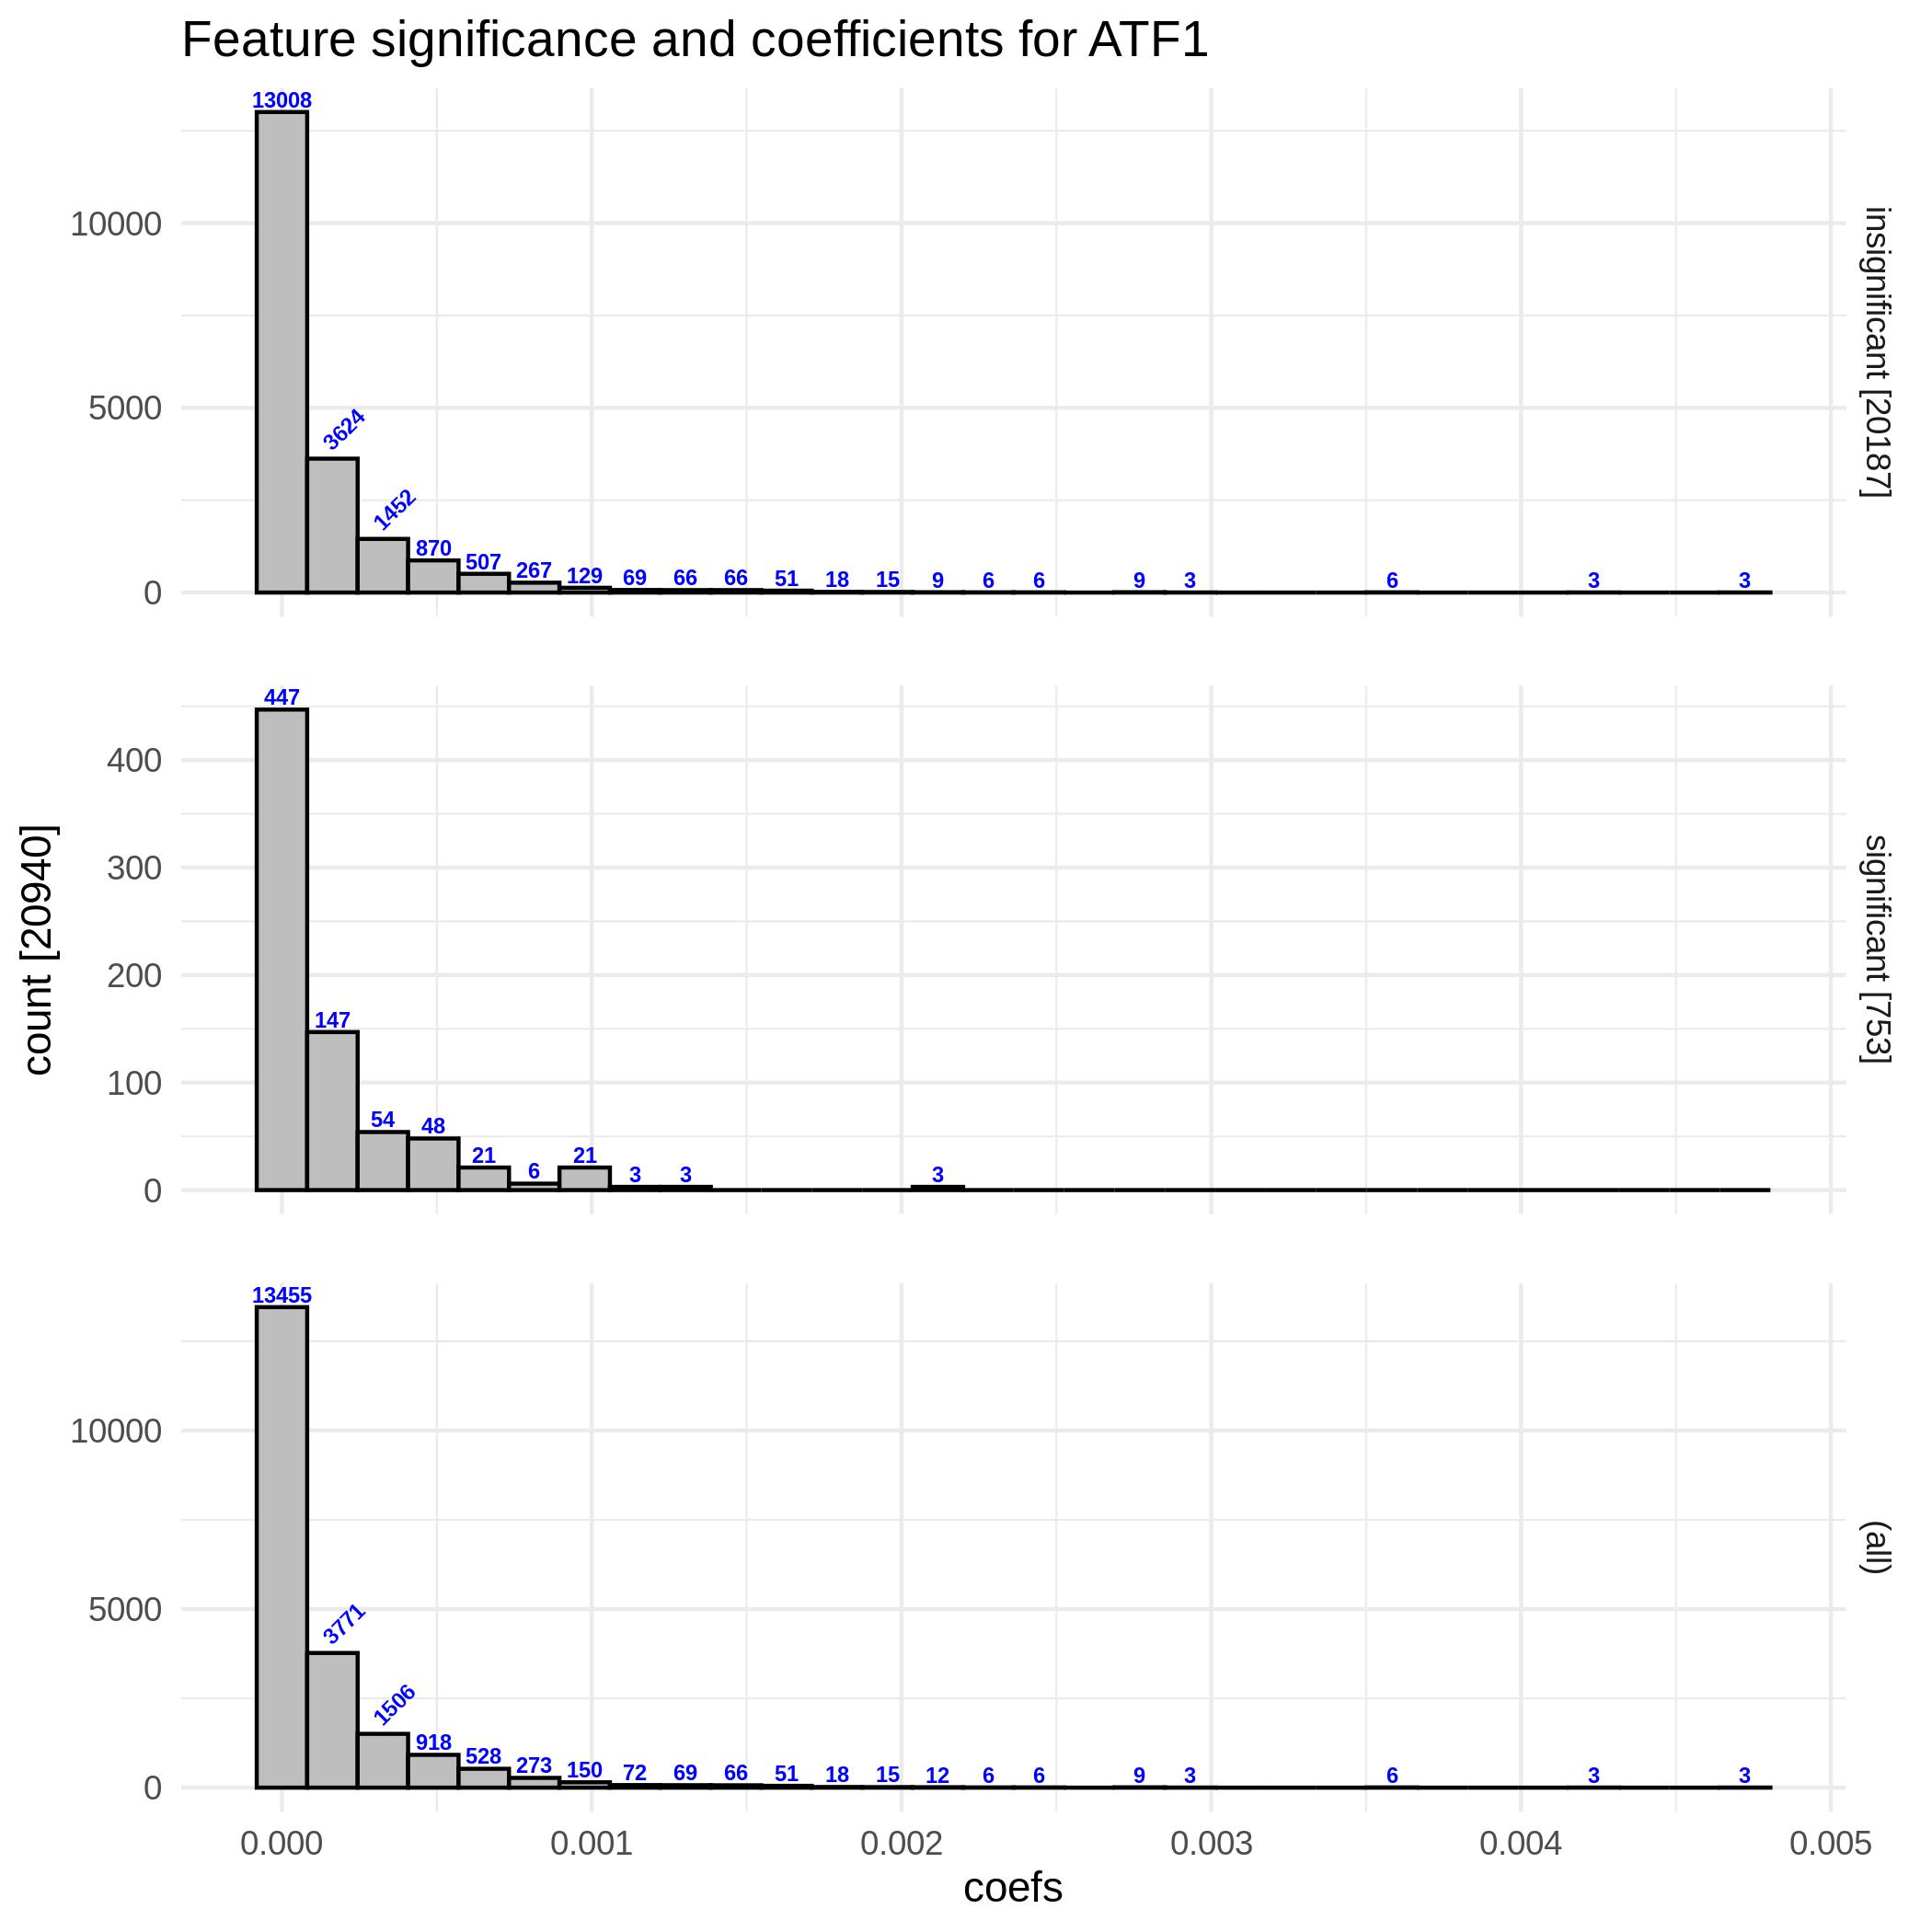 Feature significance and coefficients for ATF1
count [20940]
13008
3624
1452
870 507 267 129 69 66 66 51 18 15 9 6 6 9 3 6 3 3
10000
5000
0
insignificant [20187]
447
147
54 48 21 6 21 3 3 3
400
300
200
100
0
significant [753]
13455
3771
1506
918 528 273 150 72 69 66 51 18 15 12 6 6 9 3 6 3 3
10000
5000
0
(all)
0.000 0.001 0.002 0.003 0.004 0.005
coefs